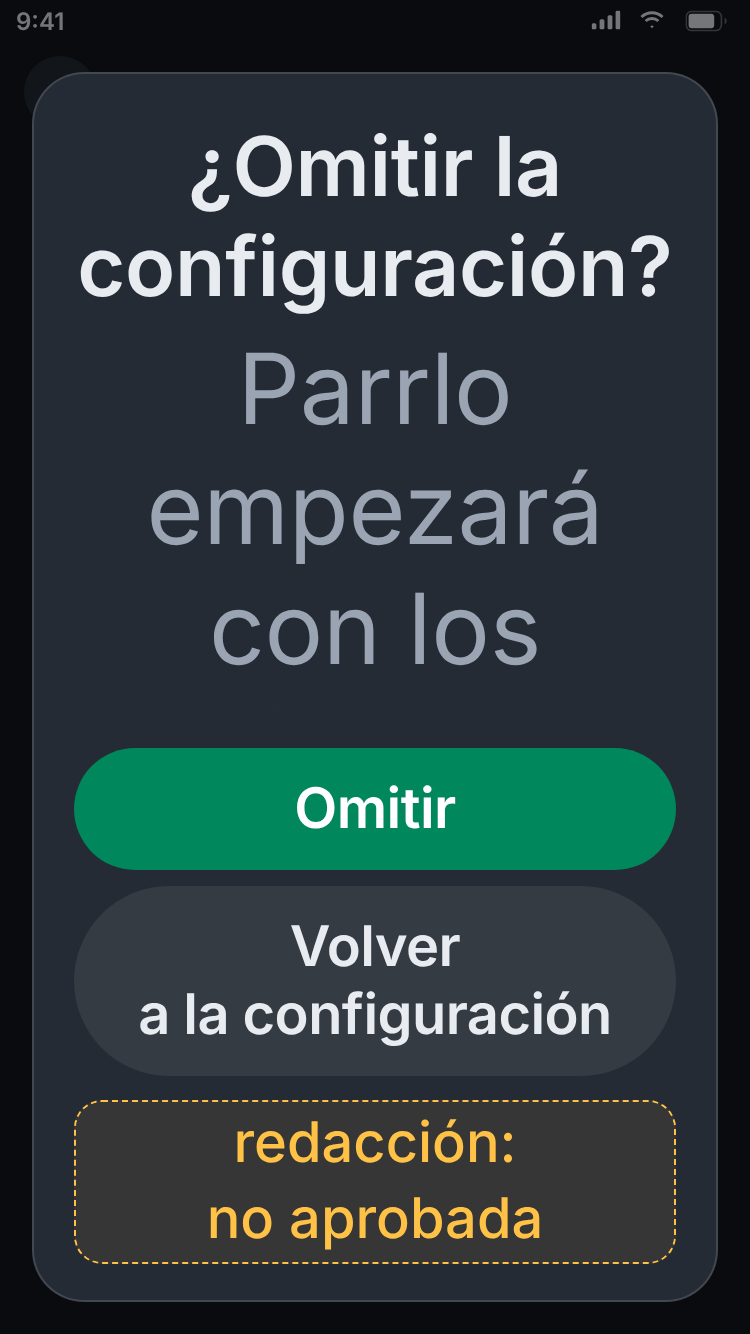 9:41
¿Omitir la
configuración?
Parrlo
empezará
con los
Omitir
Volver
a la configuración
redacción:
no aprobada